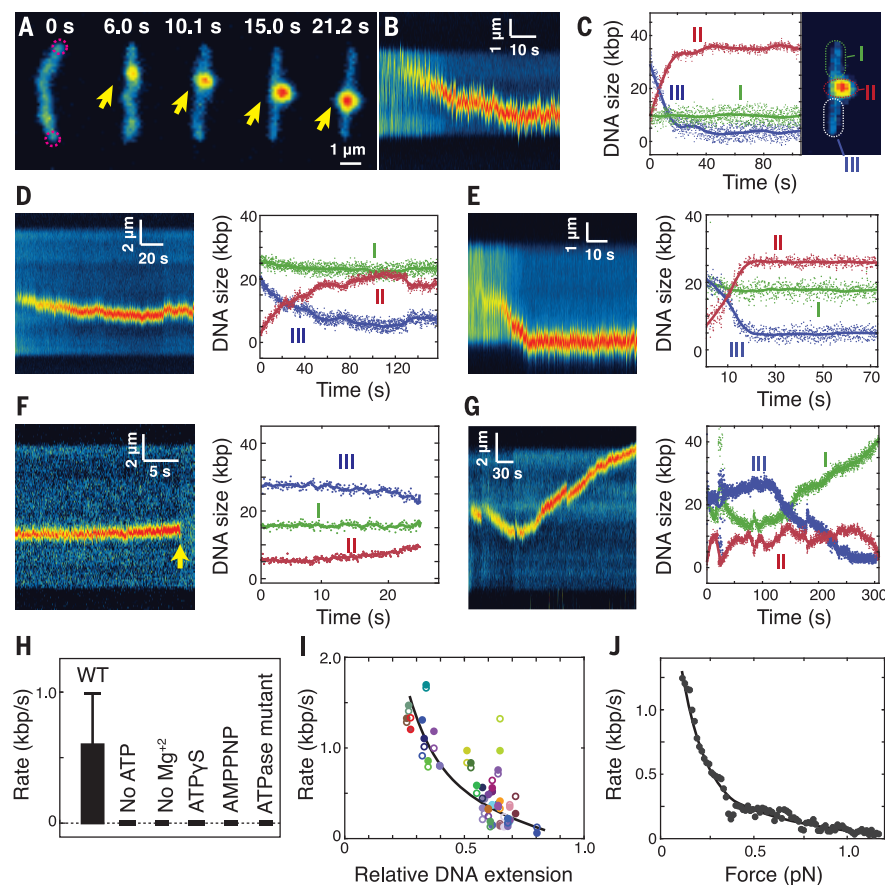 A
0 s
6.0 s
10.1 s
15.0 s
21.2 s
1 µm
B
1 µm
10 s
C
DNA size (kbp)
40
20
0
II
III
I
0
40
80
Time (s)
I
II
III
D
2 µm
20 s
DNA size (kbp)
40
20
0
I
II
III
0
40
80
120
Time (s)
E
1 µm
10 s
DNA size (kbp)
40
20
0
II
I
III
10
30
50
70
Time (s)
F
2 µm
5 s
DNA size (kbp)
40
20
0
III
I
II
0
10
20
Time (s)
G
2 µm
30 s
DNA size (kbp)
40
20
0
III
I
II
0
100
200
300
Time (s)
H
Rate (kbp/s)
1.0
0
WT
No ATP
No Mg+2
ATPγS
AMPPNP
ATPase mutant
I
Rate (kbp/s)
2.0
1.0
0
0
0.5
1.0
Relative DNA extension
J
Rate (kbp/s)
1.0
0.5
0
0
0.5
1.0
Force (pN)